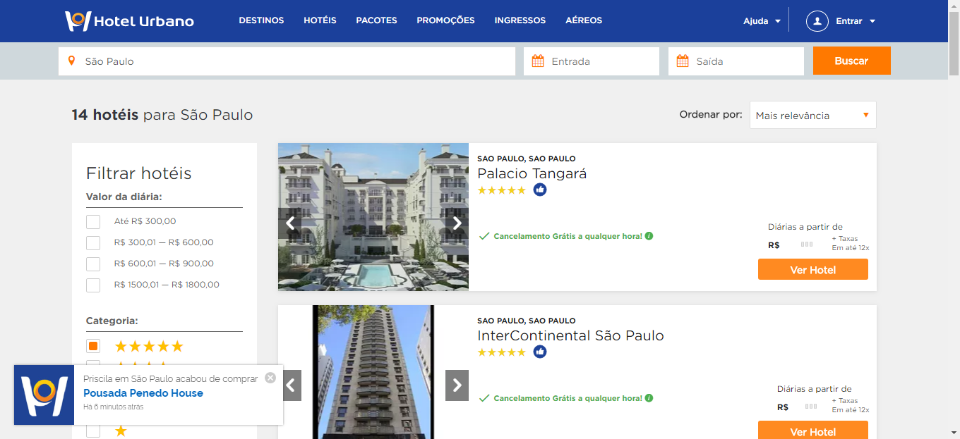 Hotel Urbano
DESTINOS HOTÉIS PACOTES PROMOÇÕES INGRESSOS AÉREOS
Ajuda Entrar
São Paulo Entrada Saída Buscar
14 hotéis para São Paulo
Ordenar por: Mais relevância
Filtrar hotéis
Valor da diária:
Até R$ 300,00
R$ 300,01 — R$ 600,00
R$ 600,01 — R$ 900,00
R$ 1500,01 — R$ 1800,00
Categoria:
SAO PAULO, SAO PAULO
Palacio Tangará
Cancelamento Grátis a qualquer hora!
Diárias a partir de
R$ + Taxas
Em até 12x
Ver Hotel
SAO PAULO, SAO PAULO
InterContinental São Paulo
Cancelamento Grátis a qualquer hora!
Diárias a partir de
R$ + Taxas
Em até 12x
Ver Hotel
Priscila em São Paulo acabou de comprar
Pousada Penedo House
Há 6 minutos atrás